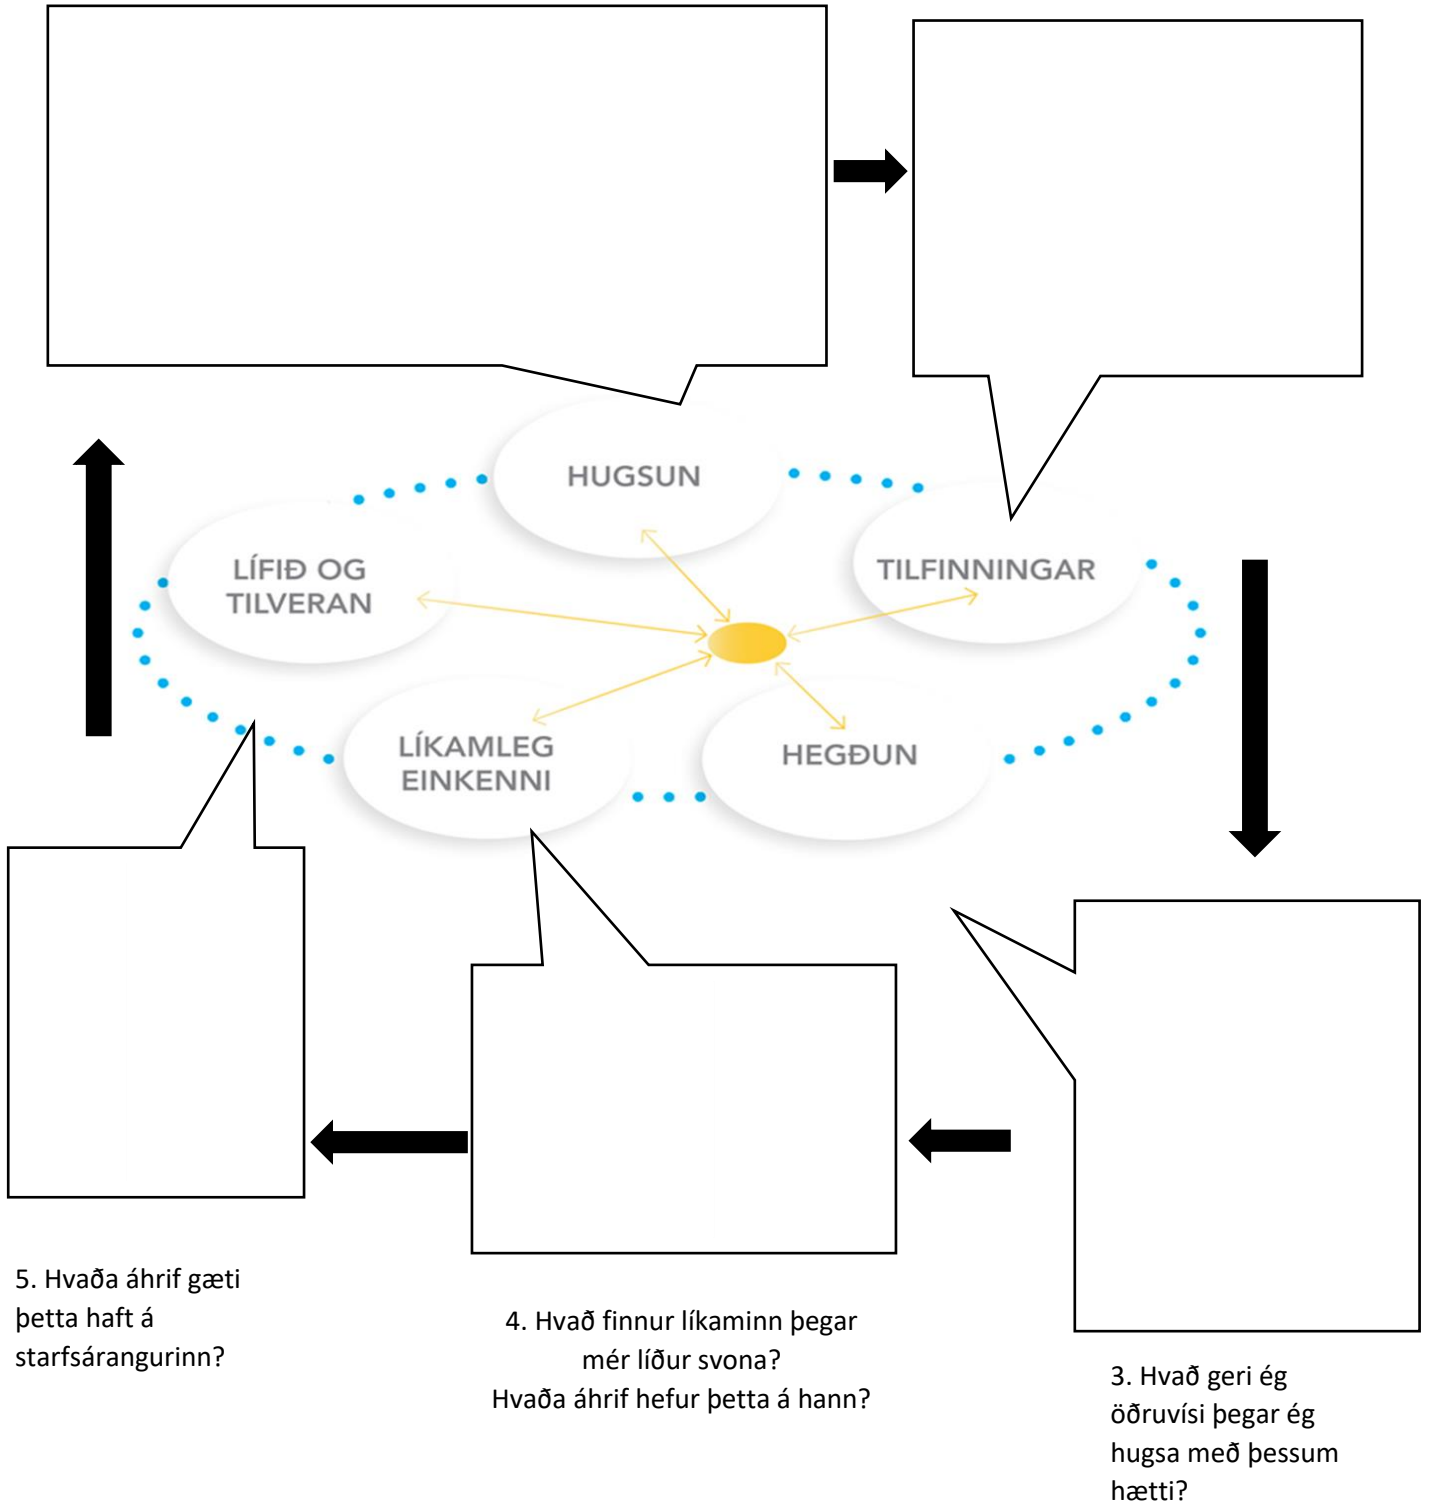 HUGSUN
LÍFIÐ OG
TILVERAN
TILFINNINGAR
LÍKAMLEG
EINKENNI
HEGÐUN
5. Hvaða áhrif gæti
þetta haft á
starfsárangurinn?
4. Hvað finnur líkaminn þegar
mér líður svona?
Hvaða áhrif hefur þetta á hann?
3. Hvað geri ég
öðruvísi þegar ég
hugsa með þessum
hætti?